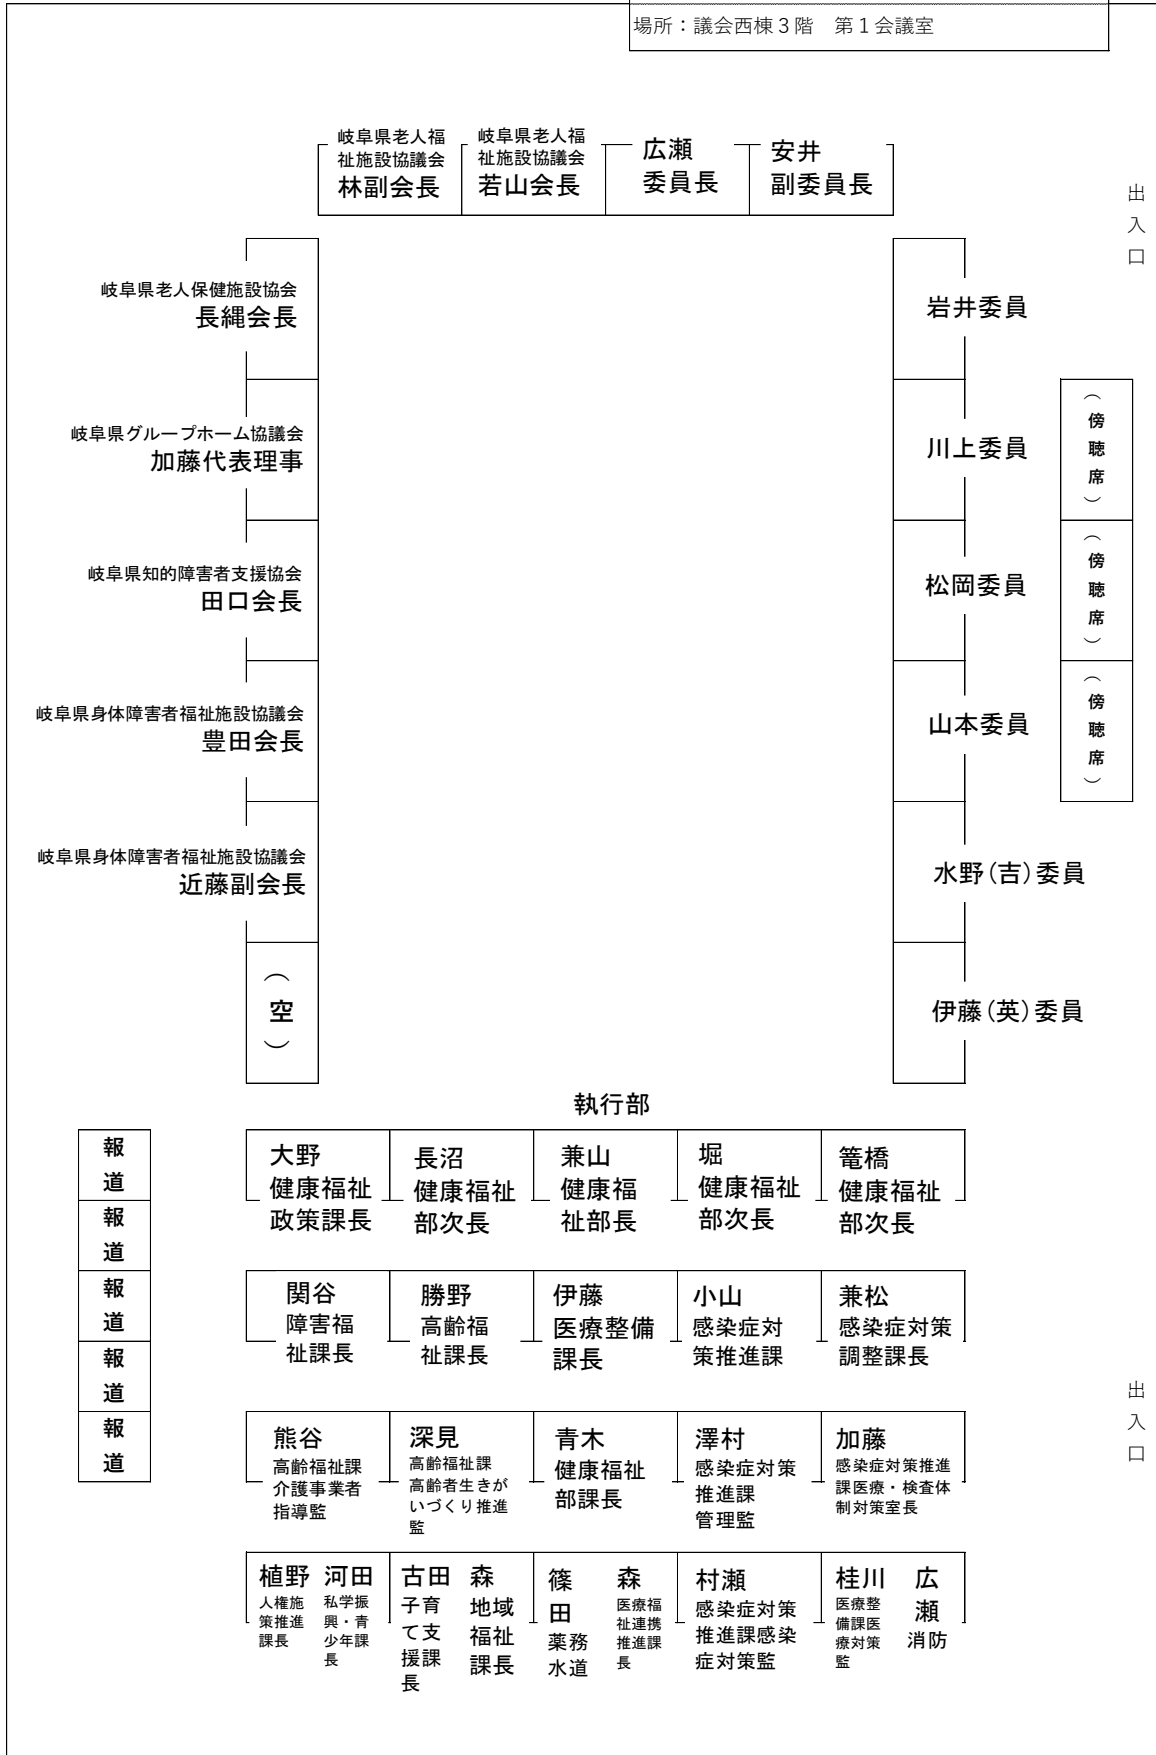 場所：議会西棟３階　第１会議室
岐阜県老人福
祉施設協議会
林副会長
岐阜県老人福
祉施設協議会
若山会長
広瀬
委員長
安井
副委員長
出入口
岐阜県老人保健施設協会
長縄会長
岩井委員
岐阜県グループホーム協議会
加藤代表理事
川上委員
（傍聴席）
岐阜県知的障害者支援協会
田口会長
松岡委員
（傍聴席）
岐阜県身体障害者福祉施設協議会
豊田会長
山本委員
（傍聴席）
岐阜県身体障害者福祉施設協議会
近藤副会長
水野(吉)委員
（空）
伊藤(英)委員
執行部
報道
報道
報道
報道
報道
大野
健康福祉
政策課長
長沼
健康福祉
部次長
兼山
健康福
祉部長
堀
健康福祉
部次長
篭橋
健康福祉
部次長
関谷
障害福
祉課長
勝野
高齢福
祉課長
伊藤
医療整備
課長
小山
感染症対
策推進課
兼松
感染症対策
調整課長
出入口
熊谷
高齢福祉課
介護事業者
指導監
深見
高齢福祉課
高齢者生きが
いづくり推進
監
青木
健康福祉
部課長
澤村
感染症対策
推進課
管理監
加藤
感染症対策推進
課医療・検査体
制対策室長
植野
人権施
策推進
課長
河田
私学振
興・青
少年課
長
古田
子育
て支
援課
長
森
地域
福祉
課長
篠
田
薬務
水道
森
医療福
祉連携
推進課
長
村瀬
感染症対策
推進課感染
症対策監
桂川
医療整
備課医
療対策
監
広
瀬
消防